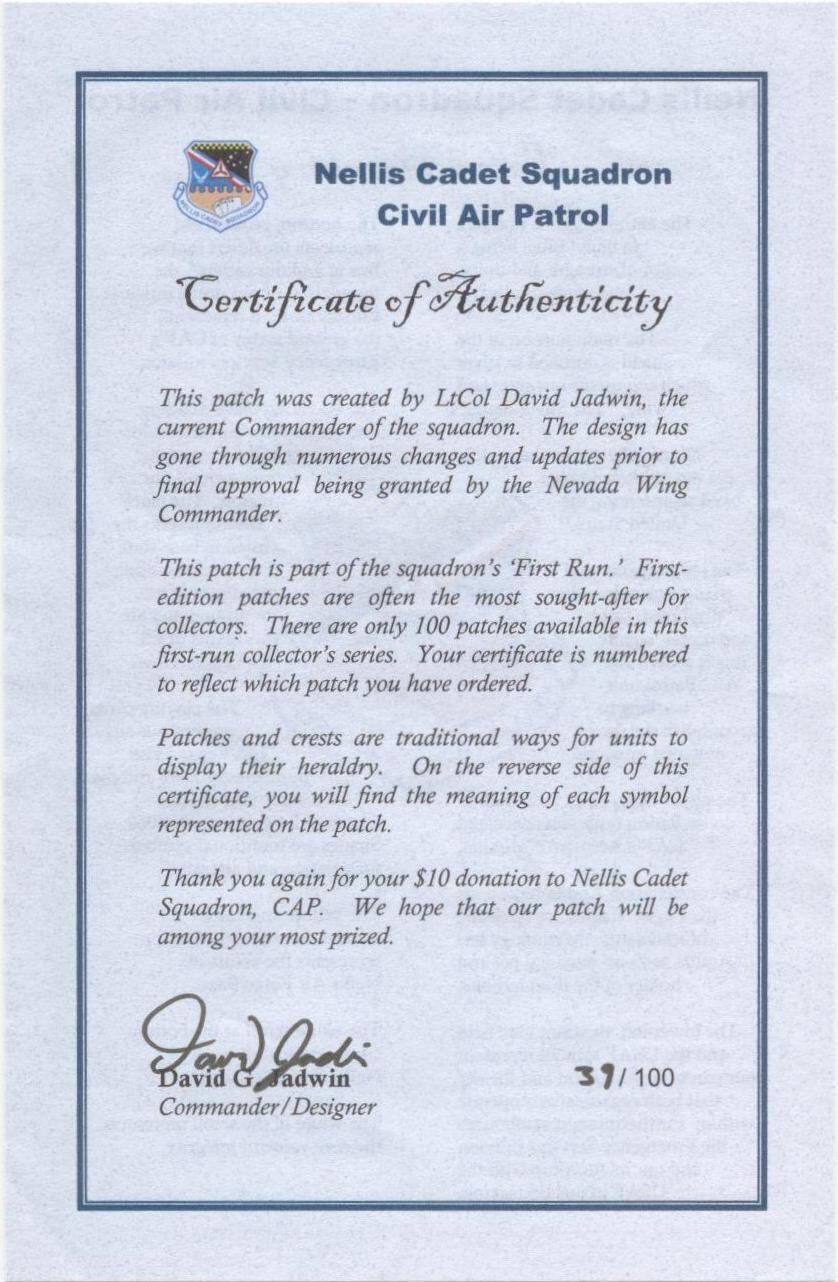 NELLIS CADET SQUADRON
Nellis Cadet Squadron
Civil Air Patrol
Certificate of Authenticity
This patch was created by LtCol David Jadwin, the
current Commander of the squadron. The design has
gone through numerous changes and updates prior to
final approval being granted by the Nevada Wing
Commander.
This patch is part of the squadron's 'First Run.' First-
edition patches are often the most sought-after for
collectors. There are only 100 patches available in this
first-run collector's series. Your certificate is numbered
to reflect which patch you have ordered.
Patches and crests are traditional ways for units to
display their heraldry. On the reverse side of this
certificate, you will find the meaning of each symbol
represented on the patch.
Thank you again for your $10 donation to Nellis Cadet
Squadron, CAP. We hope that our patch will be
among your most prized.
David G. Jadwin
39 / 100
Commander/Designer